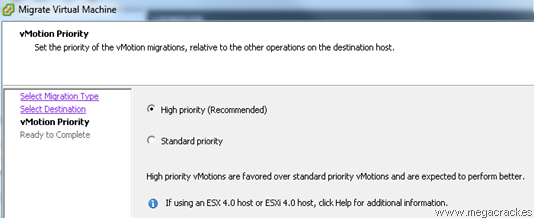 Migrate Virtual Machine
vMotion Priority
Set the priority of the vMotion migrations, relative to the other operations on the destination host.
Select Migration Type
Select Destination
vMotion Priority
Ready to Complete
High priority (Recommended)
Standard priority
High priority vMotions are favored over standard priority vMotions and are expected to perform better.
If using an ESX 4.0 host or ESXi 4.0 host, click Help for additional information.
www.megacrack.es